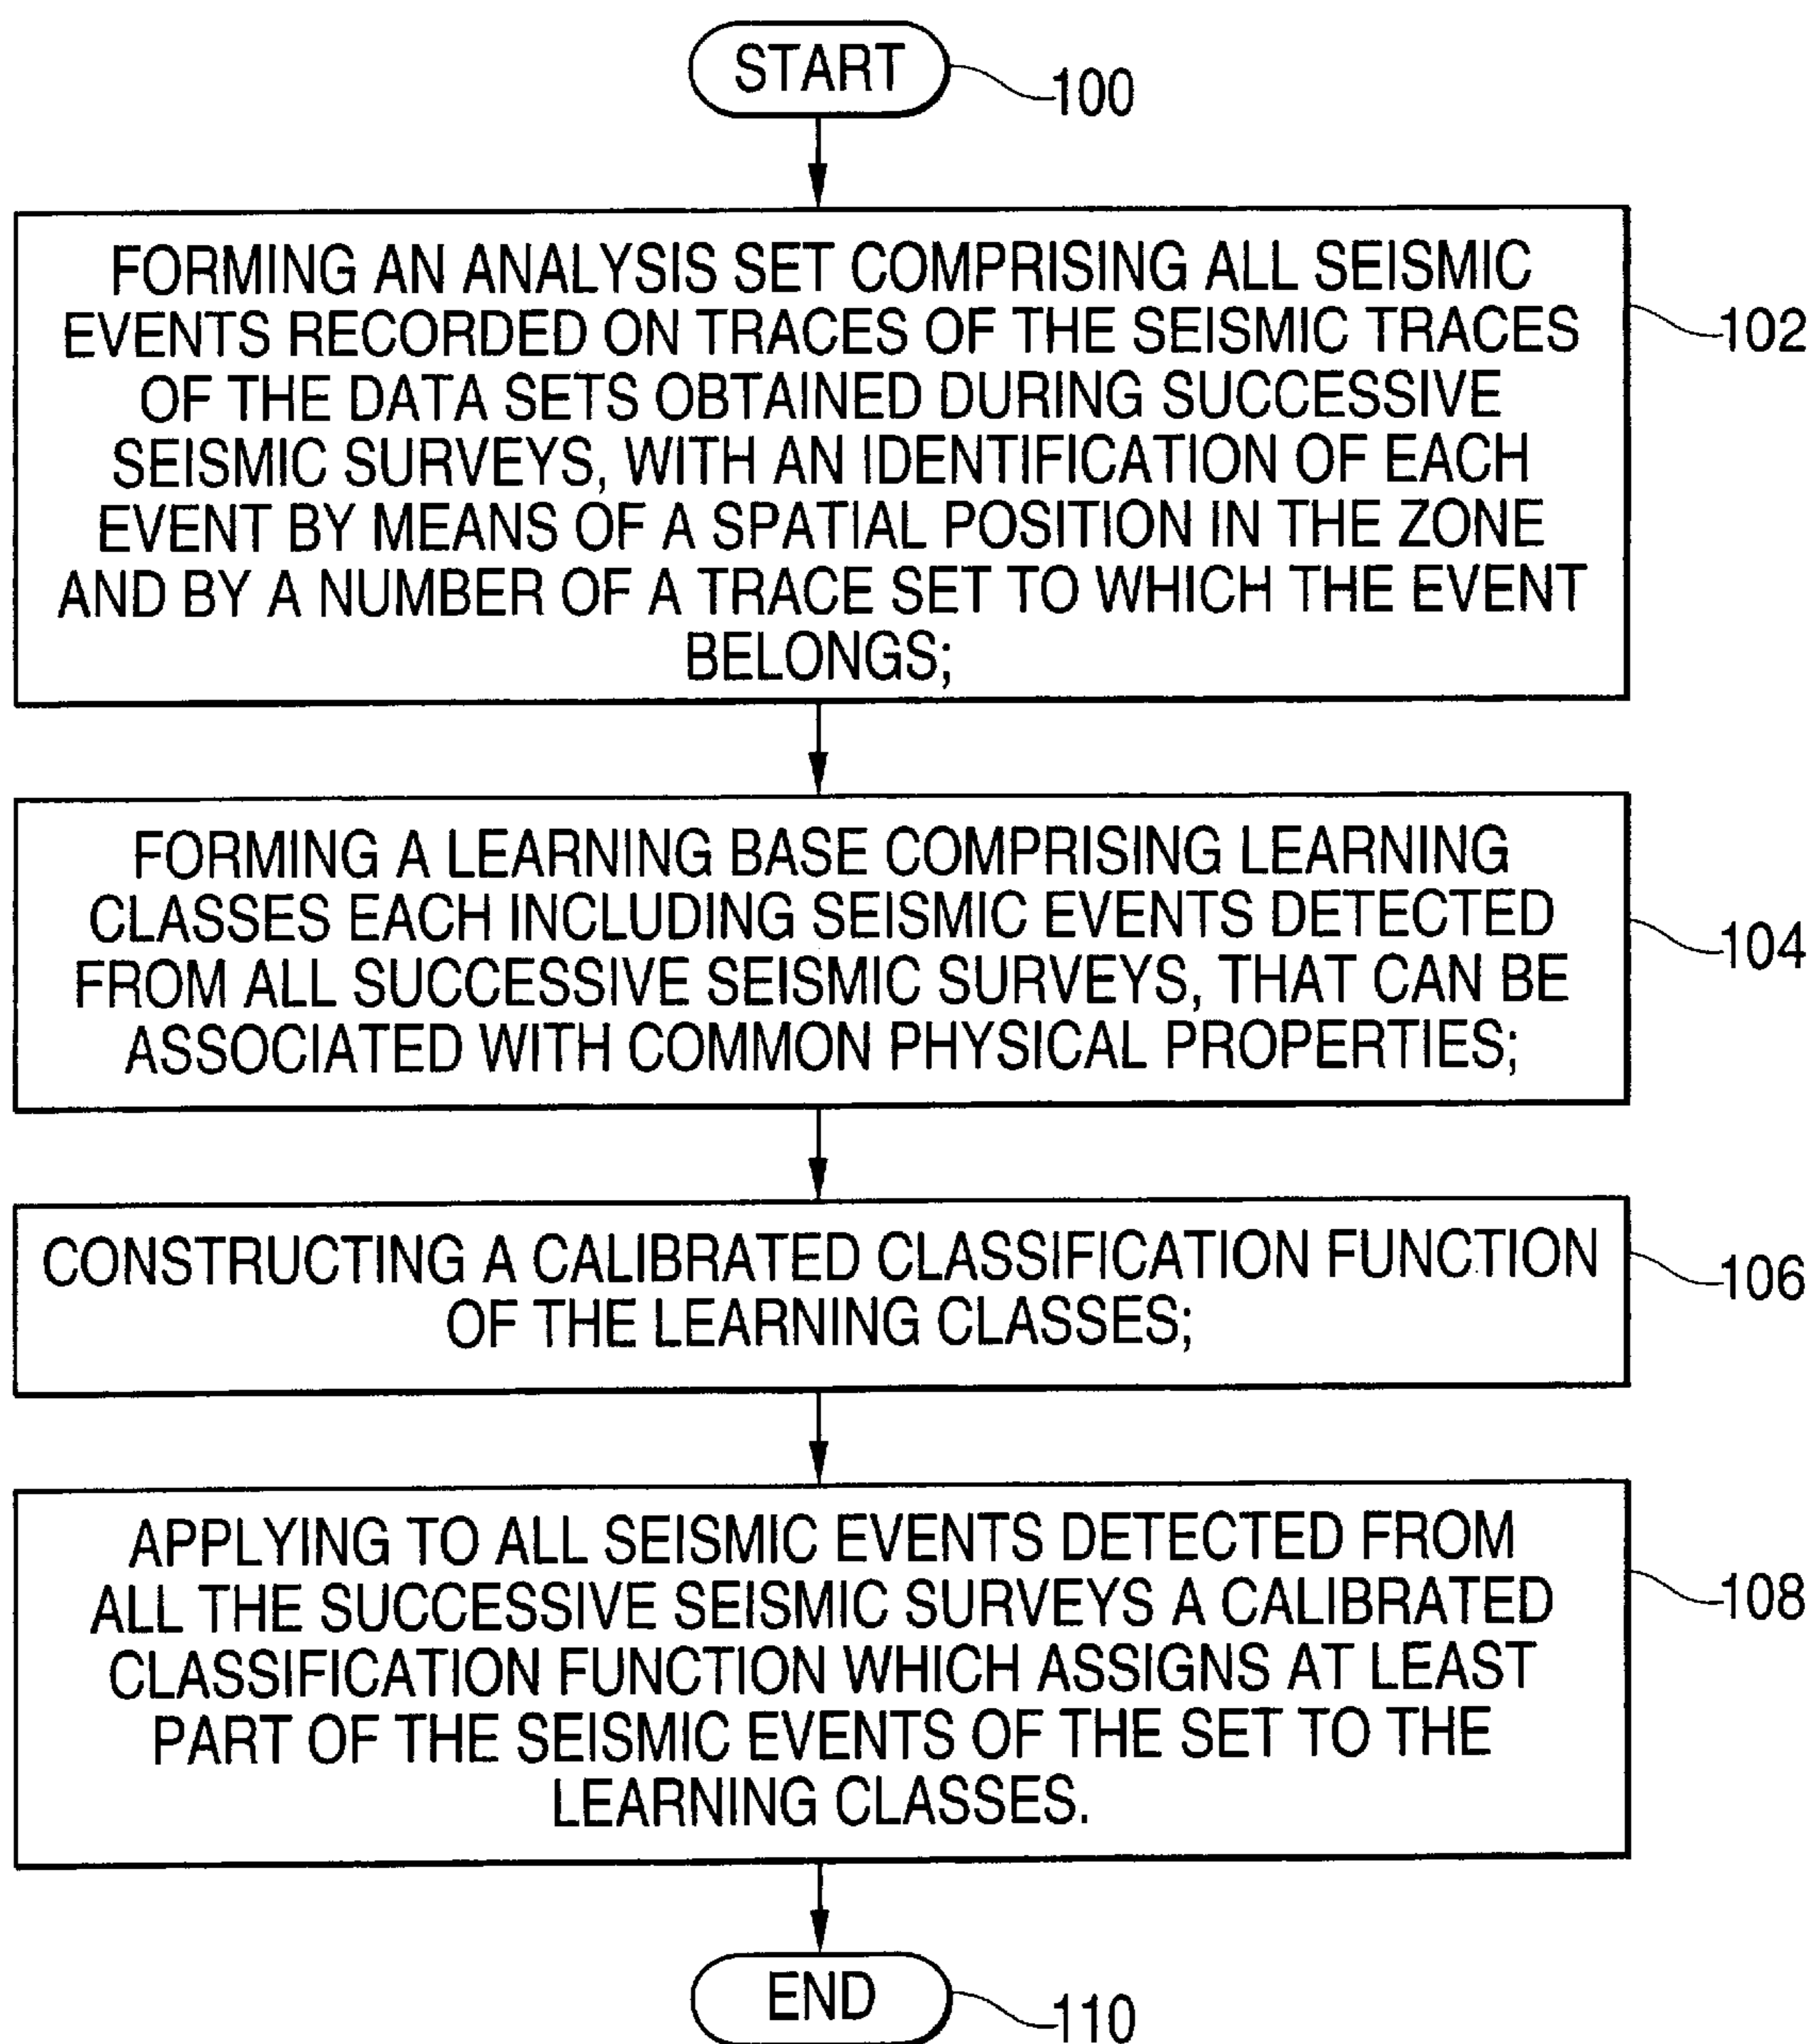 START
100
FORMING AN ANALYSIS SET COMPRISING ALL SEISMIC
EVENTS RECORDED ON TRACES OF THE SEISMIC TRACES
OF THE DATA SETS OBTAINED DURING SUCCESSIVE
SEISMIC SURVEYS, WITH AN IDENTIFICATION OF EACH
EVENT BY MEANS OF A SPATIAL POSITION IN THE ZONE
AND BY A NUMBER OF A TRACE SET TO WHICH THE EVENT
BELONGS;
102
FORMING A LEARNING BASE COMPRISING LEARNING
CLASSES EACH INCLUDING SEISMIC EVENTS DETECTED
FROM ALL SUCCESSIVE SEISMIC SURVEYS, THAT CAN BE
ASSOCIATED WITH COMMON PHYSICAL PROPERTIES;
104
CONSTRUCTING A CALIBRATED CLASSIFICATION FUNCTION
OF THE LEARNING CLASSES;
106
APPLYING TO ALL SEISMIC EVENTS DETECTED FROM
ALL THE SUCCESSIVE SEISMIC SURVEYS A CALIBRATED
CLASSIFICATION FUNCTION WHICH ASSIGNS AT LEAST
PART OF THE SEISMIC EVENTS OF THE SET TO THE
LEARNING CLASSES.
108
END
110